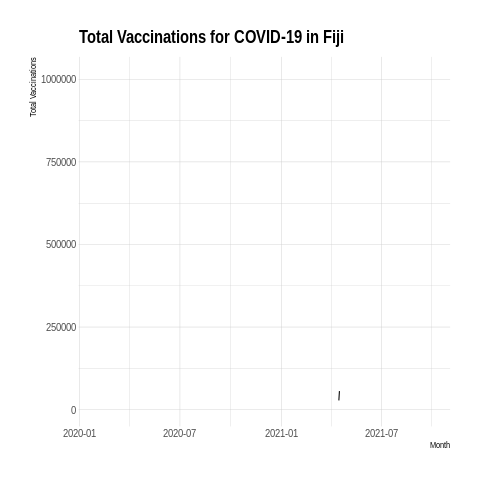 Total Vaccinations for COVID-19 in Fiji
Total Vaccinations
1000000
750000
500000
250000
0
2020-01 2020-07 2021-01 2021-07
Month